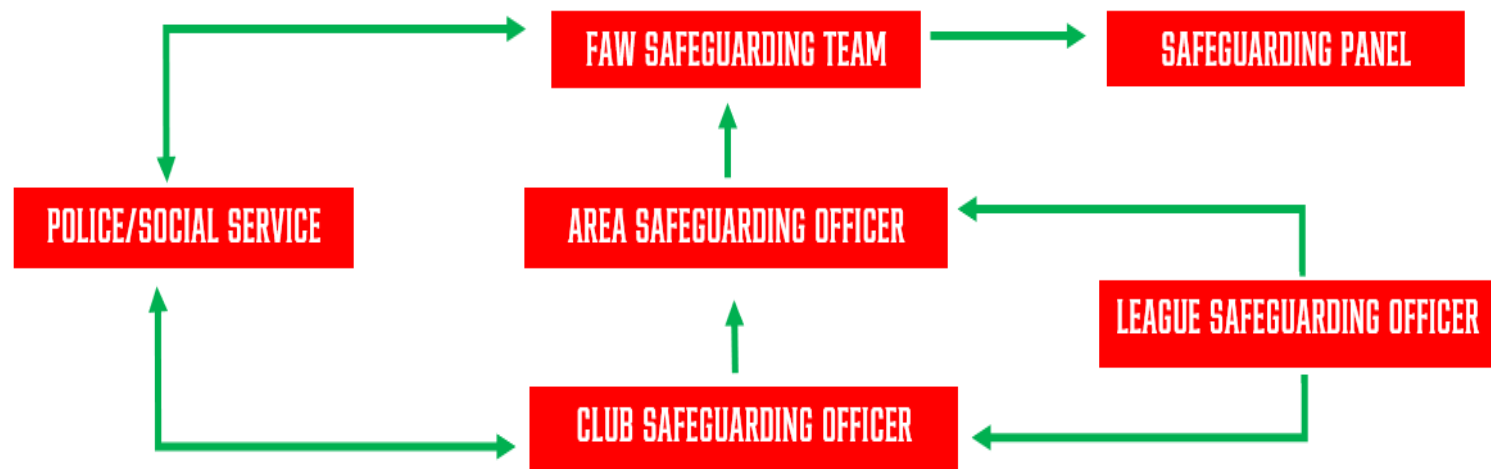 FAW SAFEGUARDING TEAM
SAFEGUARDING PANEL
POLICE/SOCIAL SERVICE
AREA SAFEGUARDING OFFICER
LEAGUE SAFEGUARDING OFFICER
CLUB SAFEGUARDING OFFICER